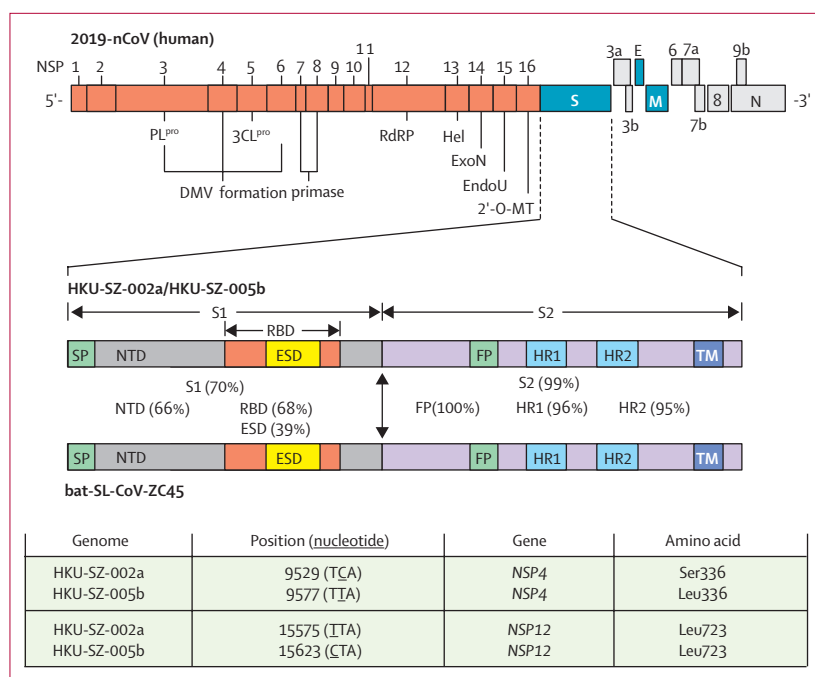 2019-nCoV (human)
NSP 1 2 3 4 5 6 7 8 9 10 11 12 13 14 15 16 3a E 6 7a 9b
5'- S M 8 N -3'
3b 7b
PLpro 3CLpro RdRP Hel
ExoN
DMV formation primase EndoU
2'-O-MT
HKU-SZ-002a/HKU-SZ-005b
S1 S2
RBD
SP NTD ESD FP HR1 HR2 TM
S1 (70%) S2 (99%)
NTD (66%) RBD (68%) FP(100%) HR1 (96%) HR2 (95%)
ESD (39%)
SP NTD ESD FP HR1 HR2 TM
bat-SL-CoV-ZC45
Genome Position (nucleotide) Gene Amino acid
HKU-SZ-002a 9529 (TCA) NSP4 Ser336
HKU-SZ-005b 9577 (TTA) NSP4 Leu336
HKU-SZ-002a 15575 (TTA) NSP12 Leu723
HKU-SZ-005b 15623 (CTA) NSP12 Leu723